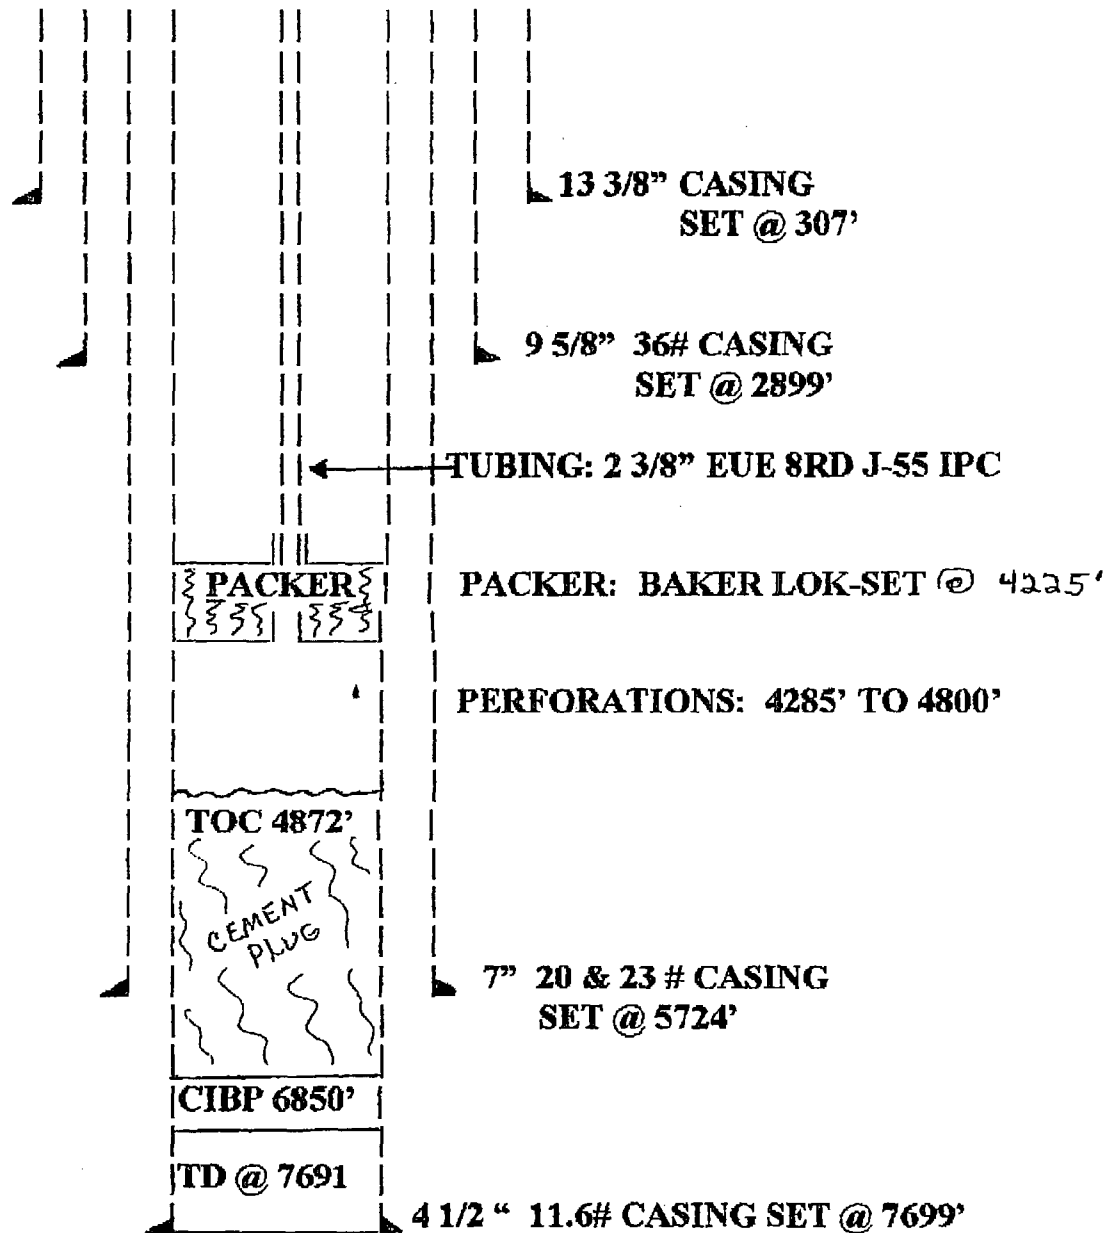 13 3/8” CASING
SET @ 307’
9 5/8” 36# CASING
SET @ 2899’
TUBING: 2 3/8” EUE 8RD J-55 IPC
PACKER
PACKER: BAKER LOK-SET @ 4225'
PERFORATIONS: 4285’ TO 4800’
TOC 4872’
CEMENT
PLUG
7” 20 & 23 # CASING
SET @ 5724’
CIBP 6850’
TD @ 7691
4 1/2 “ 11.6# CASING SET @ 7699’